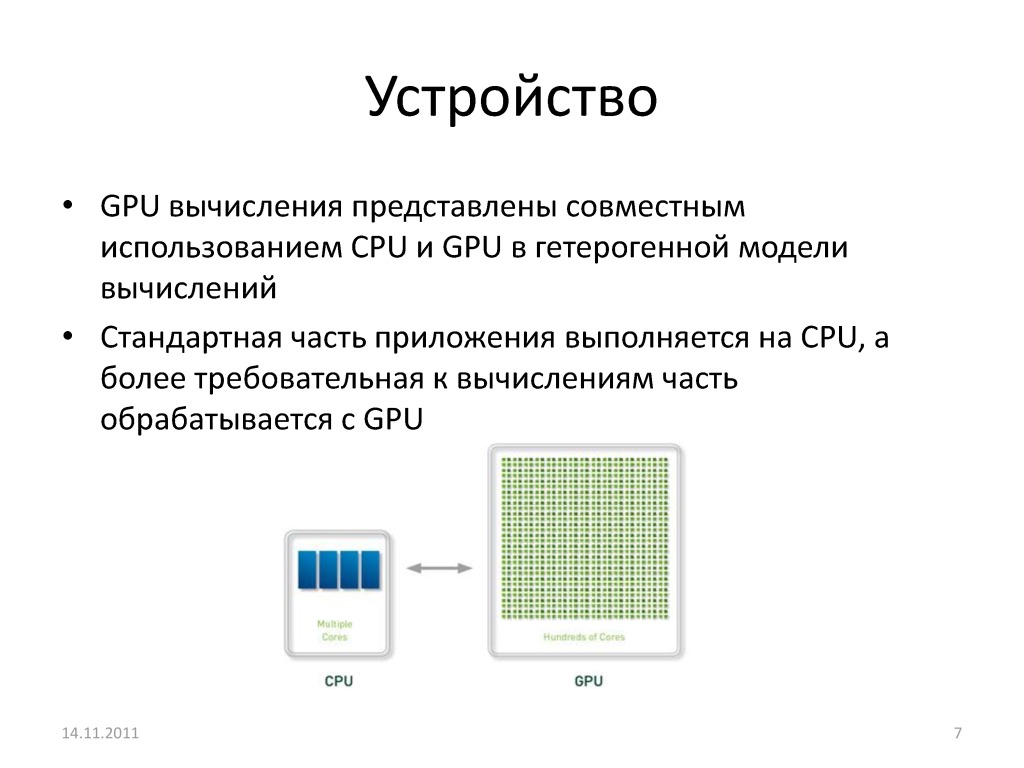 Устройство
• GPU вычисления представлены совместным
использованием CPU и GPU в гетерогенной модели
вычислений
• Стандартная часть приложения выполняется на CPU, а
более требовательная к вычислениям часть
обрабатывается с GPU
Multiple
Cores
Hundreds of Cores
CPU
GPU
14.11.2011
7